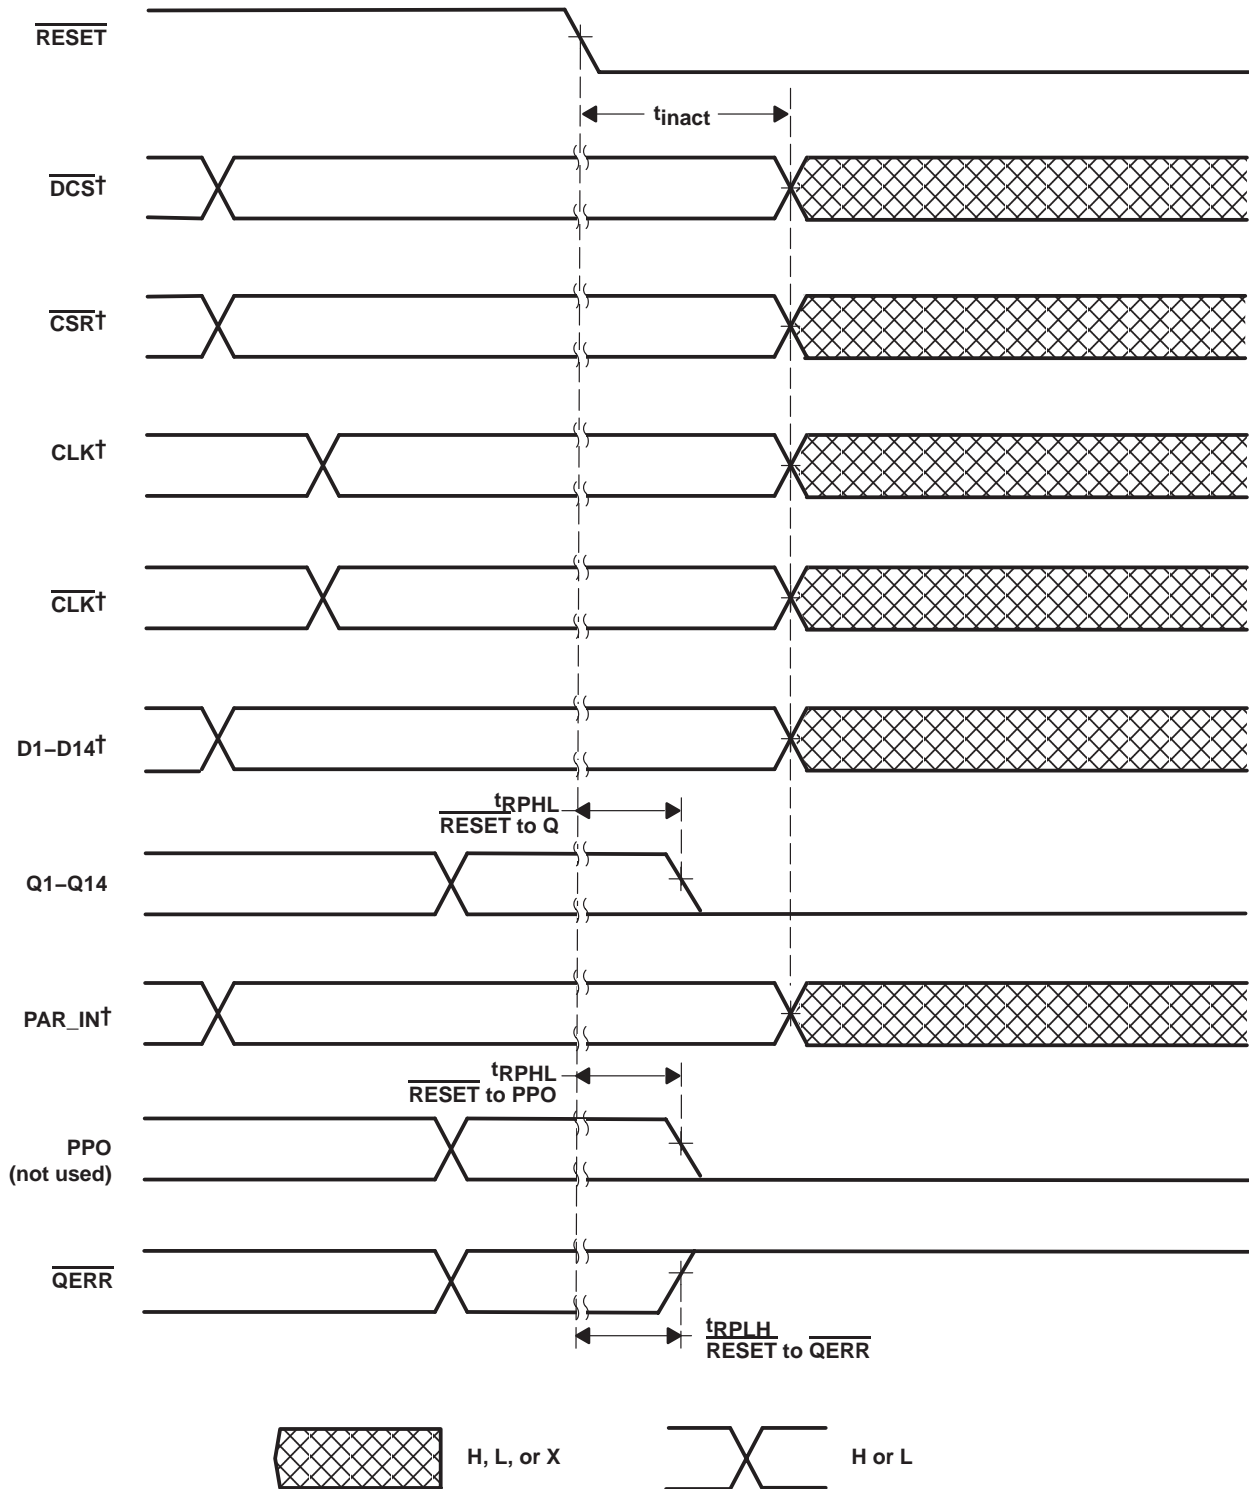 RESET
tinact
DCS†
CSR†
CLK†
CLK†
D1–D14†
tRPHL
RESET to Q
Q1–Q14
PAR_IN†
tRPHL
RESET to PPO
PPO
(not used)
QERR
tRPLH
RESET to QERR
H, L, or X
H or L